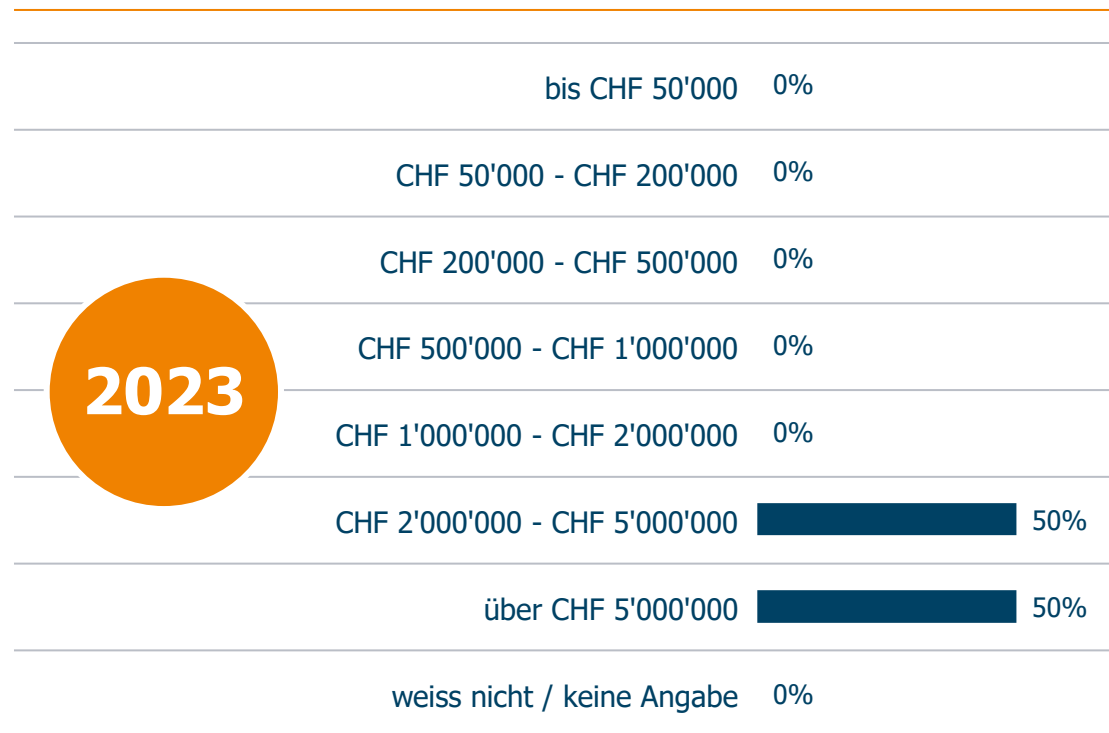 bis CHF 50'000 0%
CHF 50'000 - CHF 200'000 0%
CHF 200'000 - CHF 500'000 0%
CHF 500'000 - CHF 1'000'000 0%
2023
CHF 1'000'000 - CHF 2'000'000 0%
CHF 2'000'000 - CHF 5'000'000 50%
über CHF 5'000'000 50%
weiss nicht / keine Angabe 0%